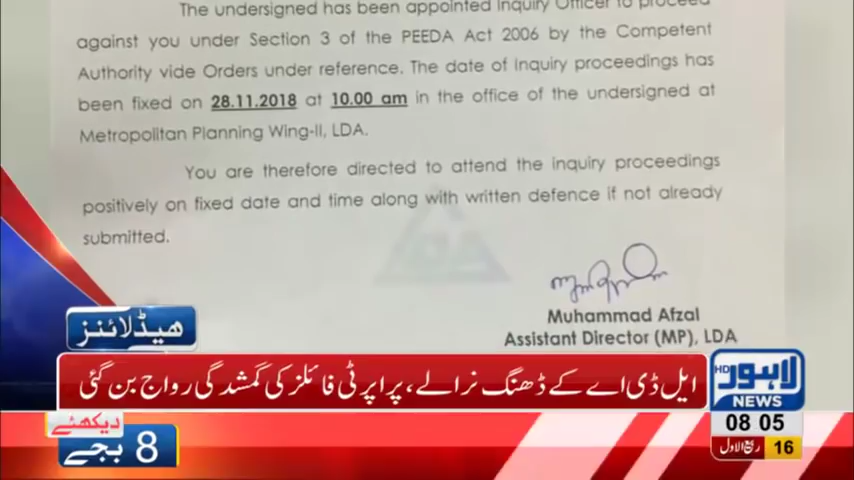 The undersigned has been appointed Inquiry Officer to proceed
against you under Section 3 of the PEEDA Act 2006 by the Competent
Authority vide Orders under reference. The date of Inquiry proceedings has
been fixed on 28.11.2018 at 10.00 am in the office of the undersigned at
Metropolitan Planning Wing-II, LDA.
You are therefore directed to attend the inquiry proceedings
positively on fixed date and time along with written defence if not already
submitted.
LDA
Muhammad Afzal
Assistant Director (MP), LDA
ہیڈلائنز
ایل ڈی اے کے ڈھنگ نرالے، پراپرٹی فائلز کی گمشدگی رواج بن گئی
لاہور HD
NEWS
08 05
16 ربیع الاول
دیکھئے
8 بجے